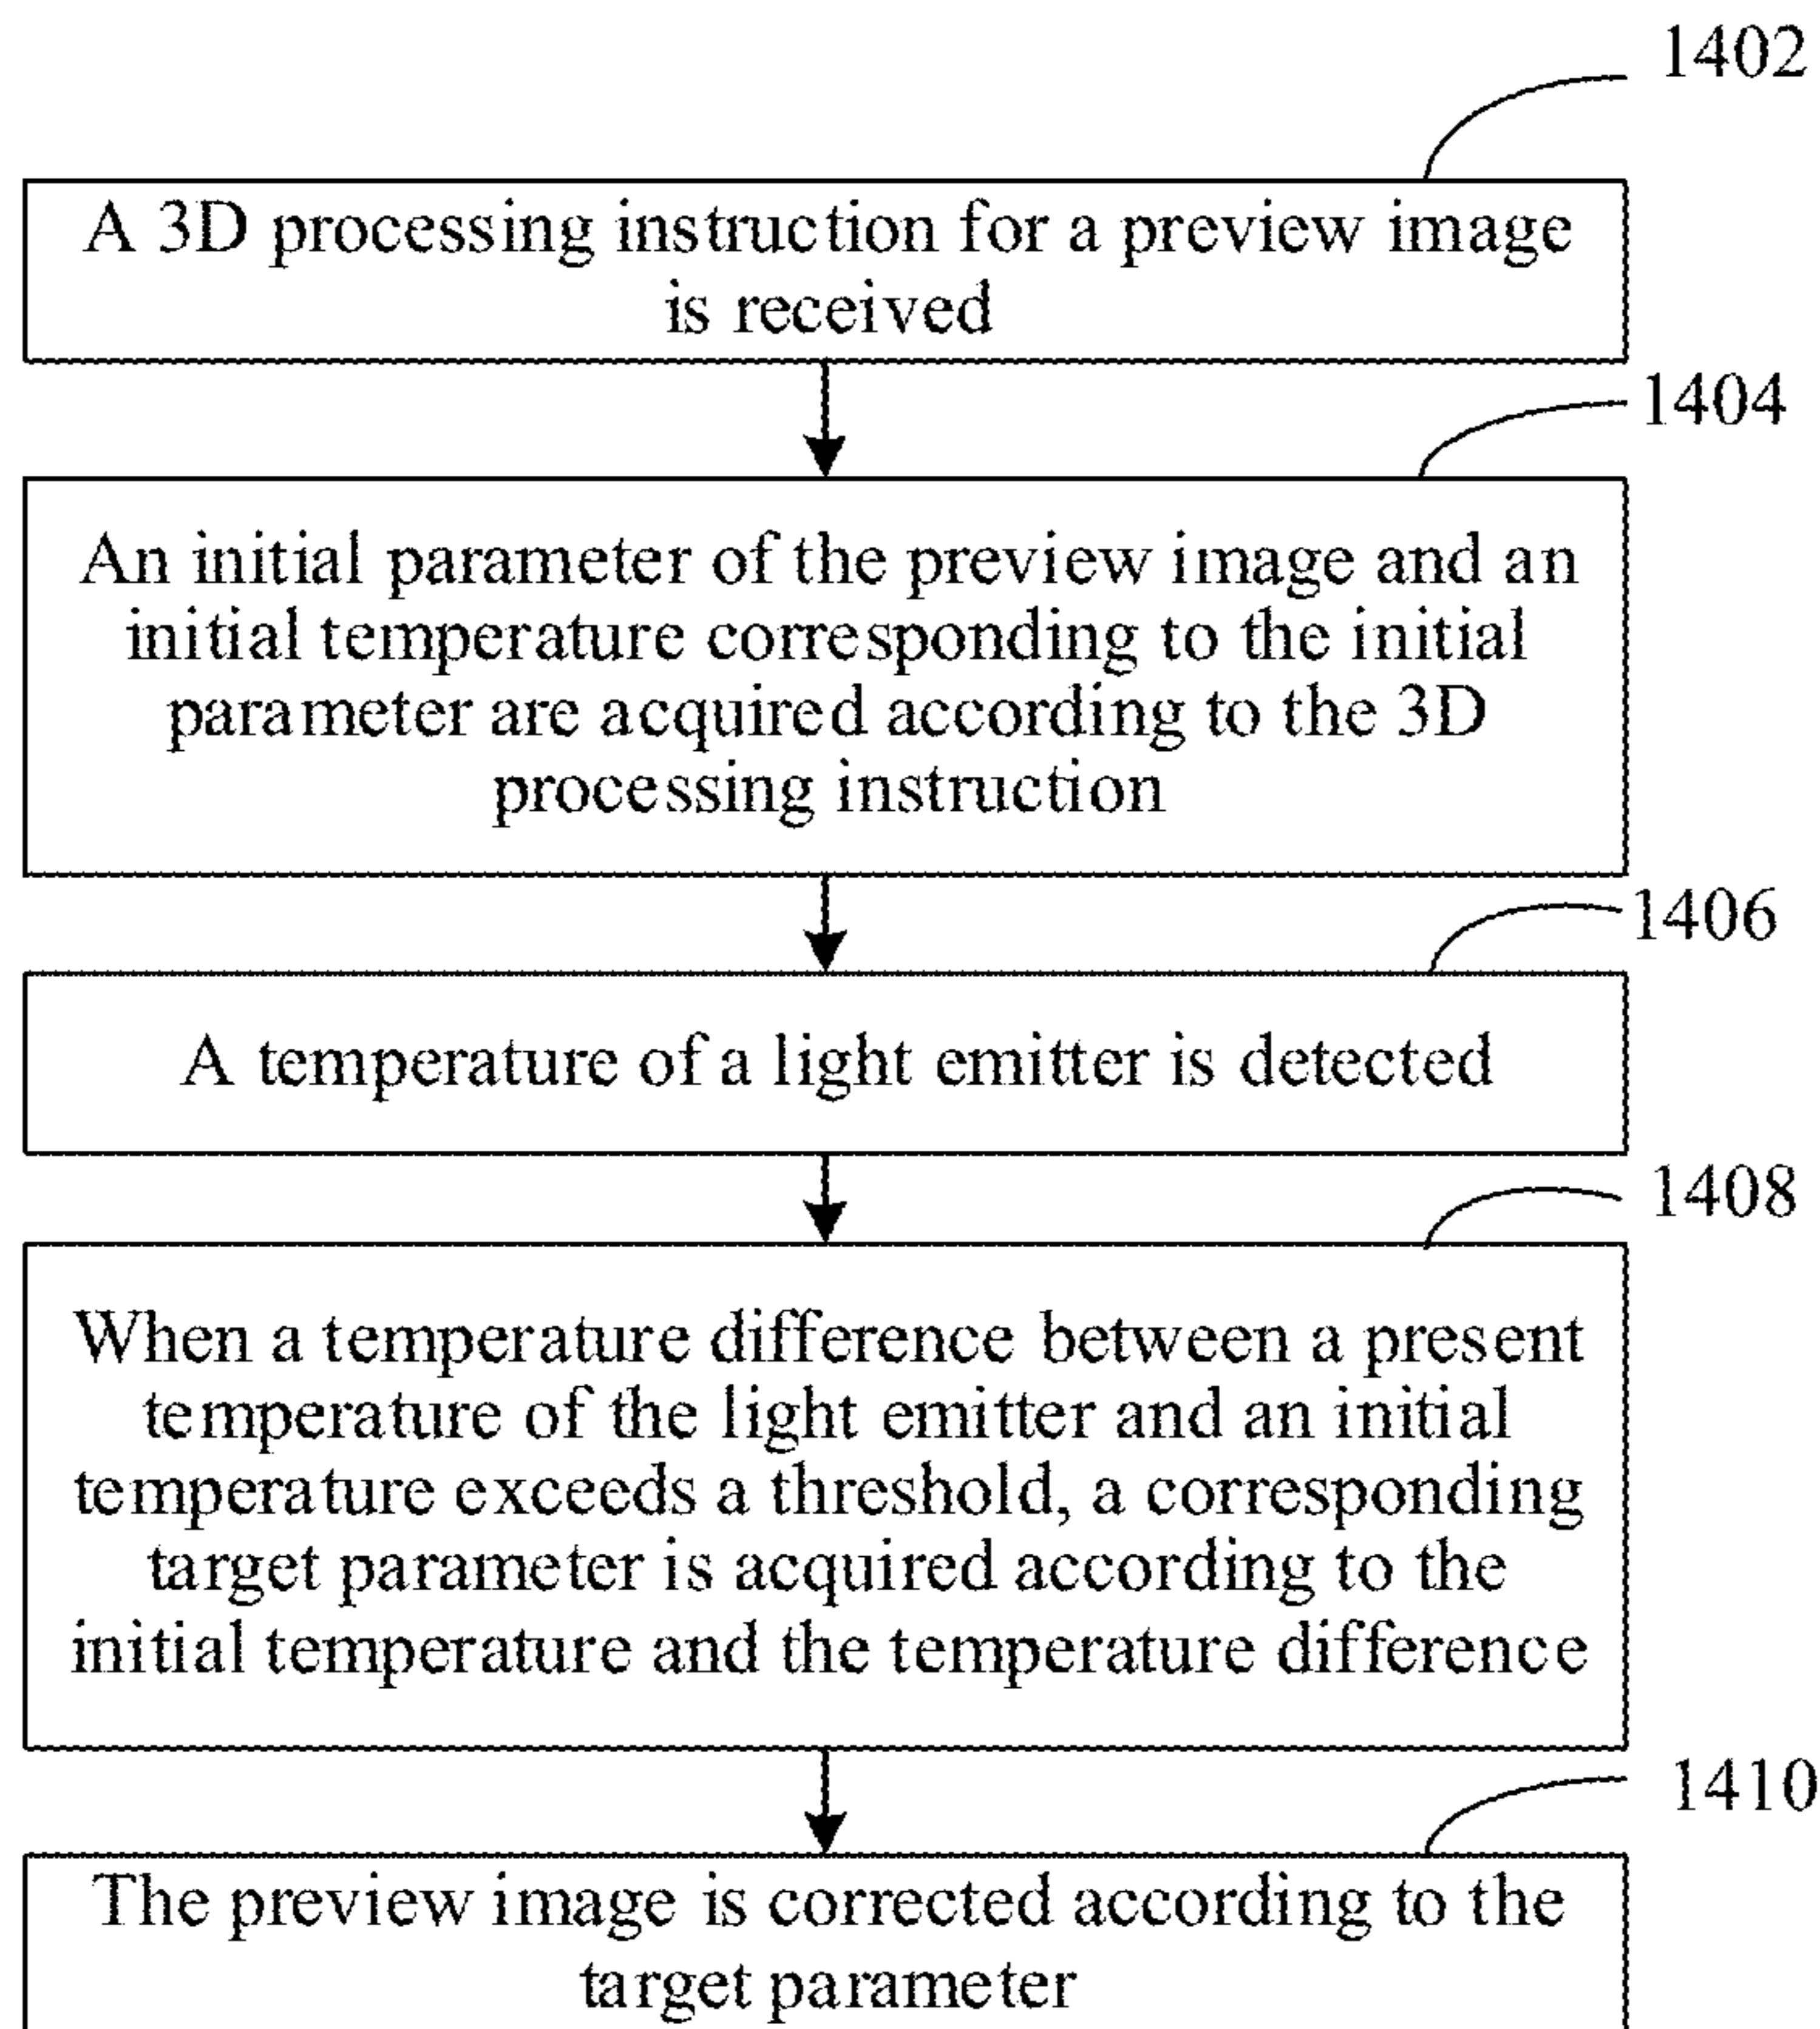 1402
A 3D processing instruction for a preview image
is received
1404
An initial parameter of the preview image and an
initial temperature corresponding to the initial
parameter are acquired according to the 3D
processing instruction
1406
A temperature of a light emitter is detected
1408
When a temperature difference between a present
temperature of the light emitter and an initial
temperature exceeds a threshold, a corresponding
target parameter is acquired according to the
initial temperature and the temperature difference
1410
The preview image is corrected according to the
target parameter